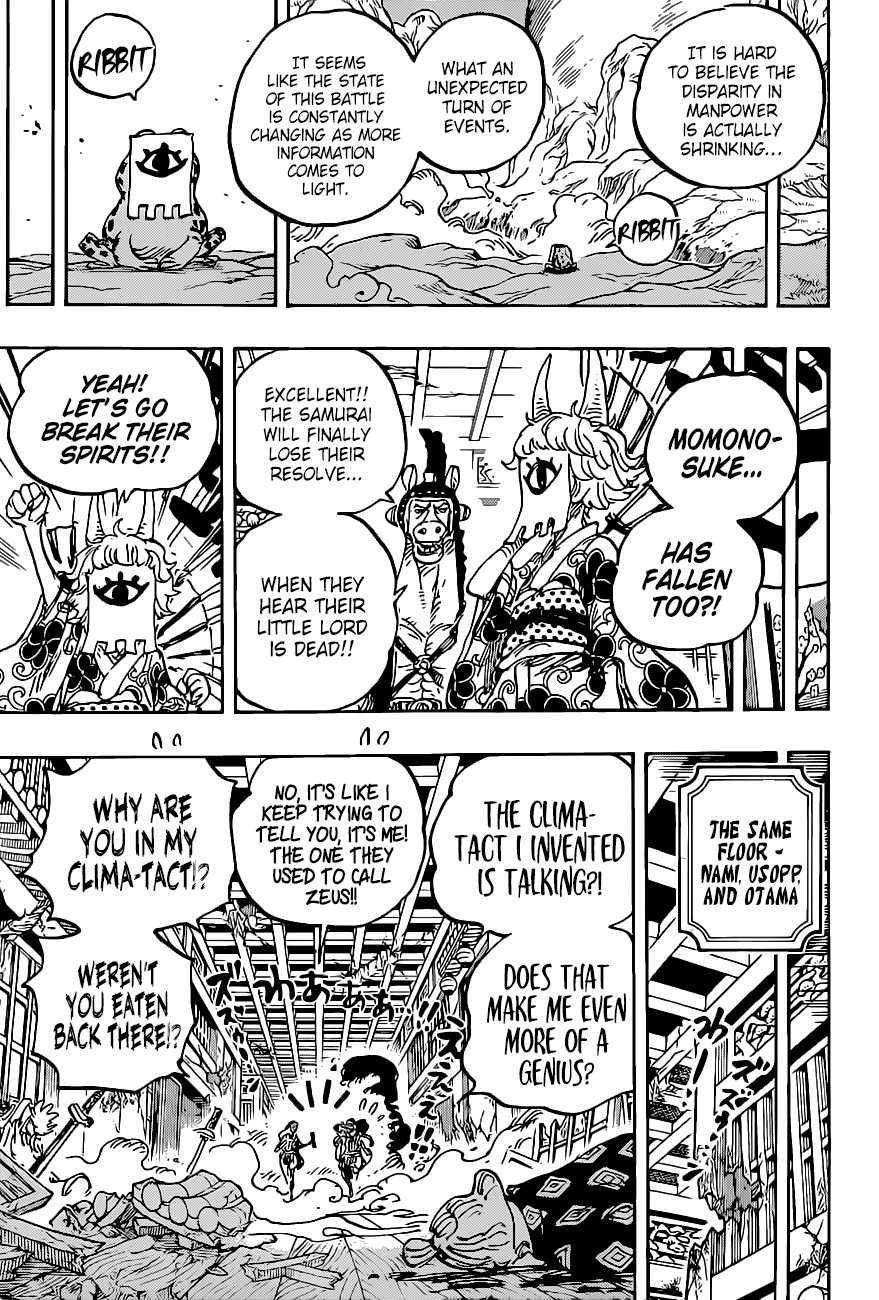 IT IS HARD
TO BELIEVE THE
DISPARITY IN
MANPOWER
IS ACTUALLY
SHRINKING...
RIBBIT
WHAT AN
UNEXPECTED
TURN OF
EVENTS.
IT SEEMS
LIKE THE STATE
OF THIS BATTLE
IS CONSTANTLY
CHANGING AS MORE
INFORMATION
COMES TO
LIGHT.
RIBBIT
MOMONO-
SUKE...
HAS
FALLEN
TOO?!
EXCELLENT!!
THE SAMURAI
WILL FINALLY
LOSE THEIR
RESOLVE...
WHEN THEY
HEAR THEIR
LITTLE LORD
IS DEAD!!
YEAH!
LET'S GO
BREAK THEIR
SPIRITS!!
THE SAME
FLOOR -
NAMI, USOPP,
AND OTAMA
わーっ
THE CLIMA-
TACT I INVENTED
IS TALKING?!
DOES THAT
MAKE ME EVEN
MORE OF A
GENIUS?
NO, IT'S LIKE I
KEEP TRYING TO
TELL YOU, IT'S ME!
THE ONE THEY
USED TO CALL
ZEUS!!
WHY ARE
YOU IN MY
CLIMA-TACT!?
WEREN'T
YOU EATEN
BACK THERE!?